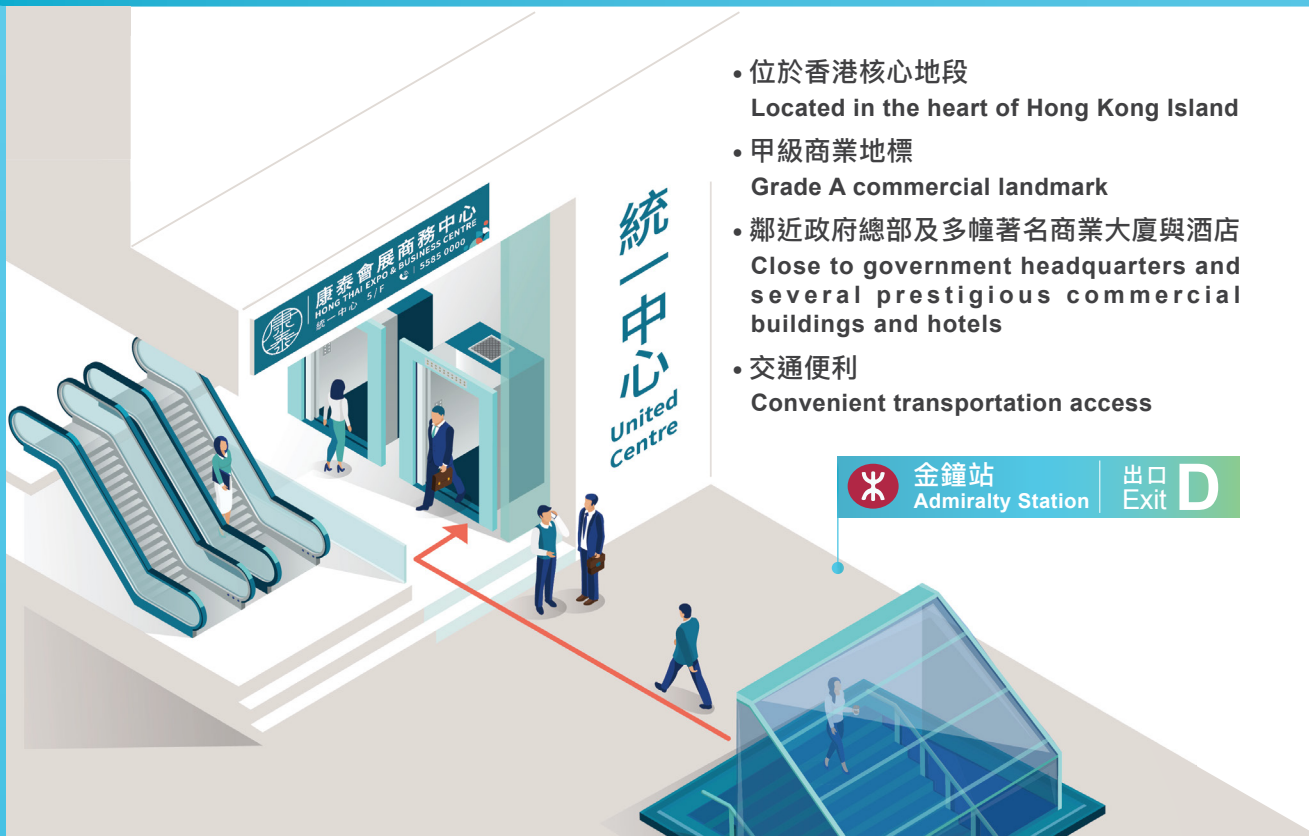 • 位於香港核心地段
Located in the heart of Hong Kong Island
• 甲級商業地標
Grade A commercial landmark
• 鄰近政府總部及多幢著名商業大廈與酒店
Close to government headquarters and
several prestigious commercial
buildings and hotels
• 交通便利
Convenient transportation access
康泰
康泰會展商務中心
HONG THAI EXPO & BUSINESS CENTRE
統一中心 5/F
5585 0000
統一中心
United
Centre
金鐘站
Admiralty Station
出口
Exit
D